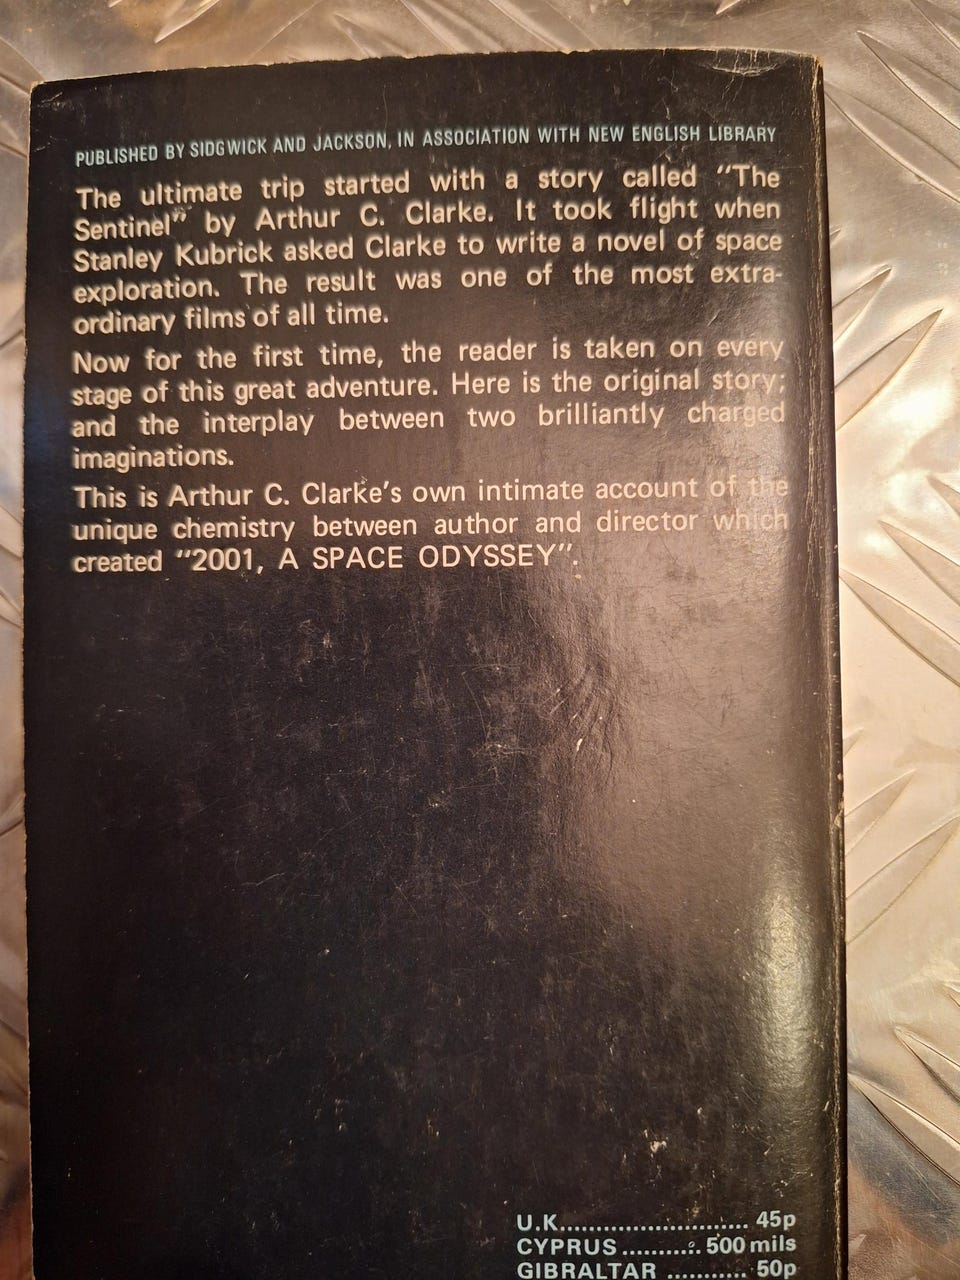 PUBLISHED BY SIDGWICK AND JACKSON, IN ASSOCIATION WITH NEW ENGLISH LIBRARY
The ultimate trip started with a story called "The
Sentinel" by Arthur C. Clarke. It took flight when
Stanley Kubrick asked Clarke to write a novel of space
exploration. The result was one of the most extra-
ordinary films of all time.
Now for the first time, the reader is taken on every
stage of this great adventure. Here is the original story;
and the interplay between two brilliantly charged
imaginations.
This is Arthur C. Clarke's own intimate account of the
unique chemistry between author and director which
created "2001, A SPACE ODYSSEY".
U.K.......................... 45p
CYPRUS ........... 500 mils
GIBRALTAR ........... 50p